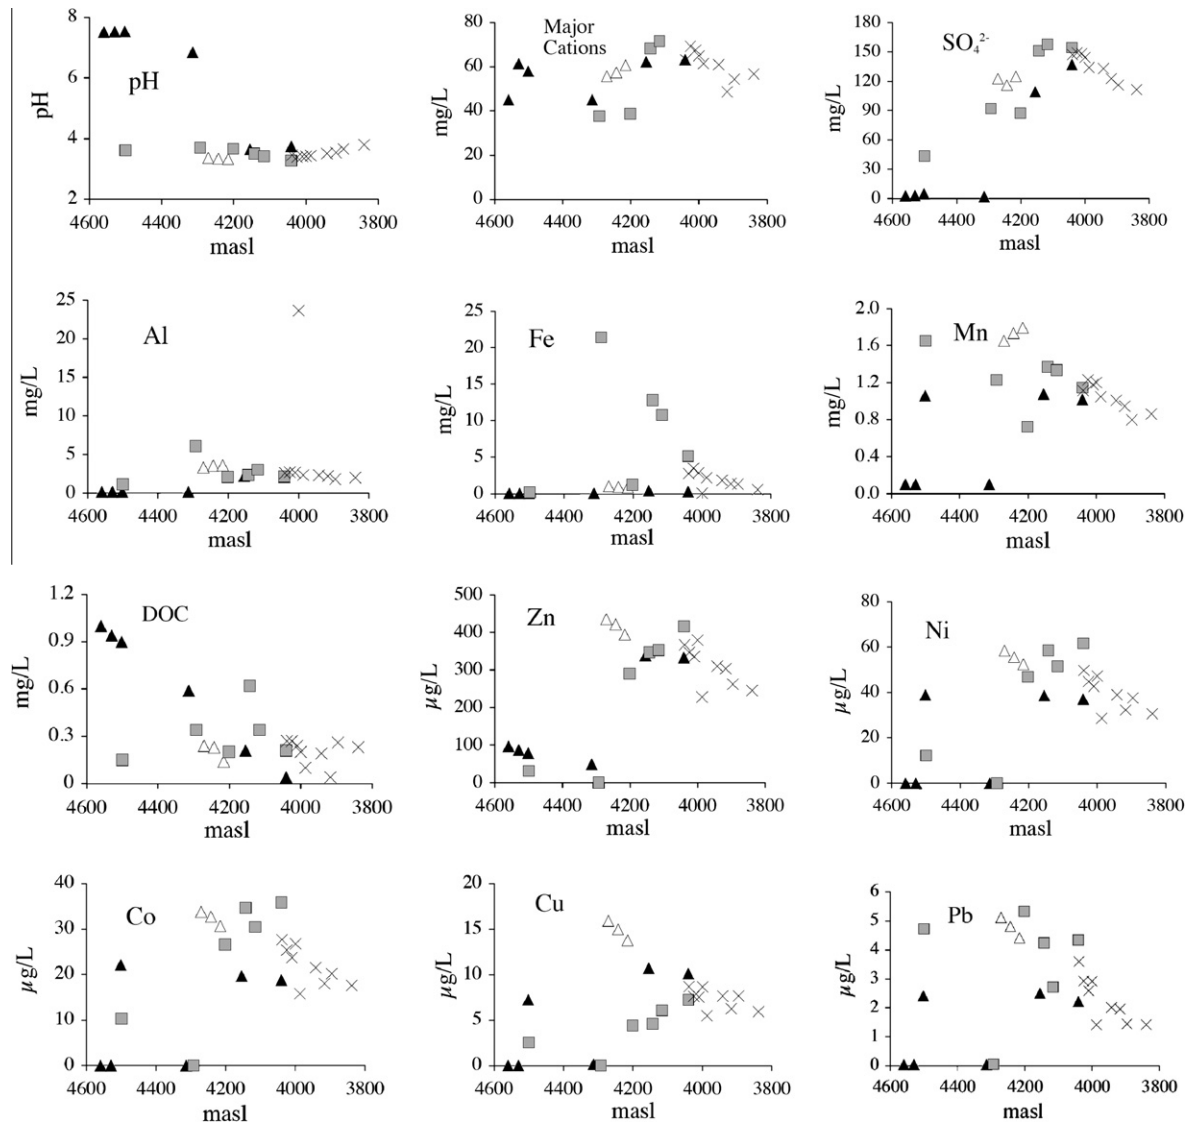 8
6
4
2
pH
pH
4600 4400 4200 4000 3800
masl
80
60
40
20
0
mg/L
Major
Cations
4600 4400 4200 4000 3800
masl
180
150
120
90
60
30
0
mg/L
SO₄²⁻
4600 4400 4200 4000 3800
masl
25
20
15
10
5
0
mg/L
Al
4600 4400 4200 4000 3800
masl
25
20
15
10
5
0
mg/L
Fe
4600 4400 4200 4000 3800
masl
2.0
1.6
1.2
0.8
0.4
0.0
mg/L
Mn
4600 4400 4200 4000 3800
masl
1.2
0.9
0.6
0.3
0
mg/L
DOC
4600 4400 4200 4000 3800
masl
500
400
300
200
100
0
µg/L
Zn
4600 4400 4200 4000 3800
masl
80
60
40
20
0
µg/L
Ni
4600 4400 4200 4000 3800
masl
40
30
20
10
0
µg/L
Co
4600 4400 4200 4000 3800
masl
20
15
10
5
0
µg/L
Cu
4600 4400 4200 4000 3800
masl
6
5
4
3
2
1
0
µg/L
Pb
4600 4400 4200 4000 3800
masl